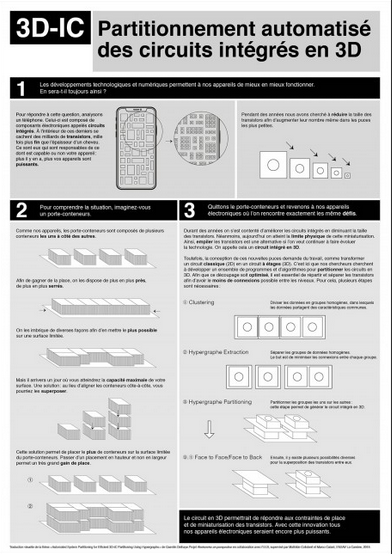 3D-IC
Partitionnement automatisé
des circuits intégrés en 3D
1
Les développements technologiques et numériques permettent à nos appareils de mieux en mieux fonctionner.
En sera-t-il toujours ainsi ?
Pour répondre à cette question, analysons
un téléphone. Celui-ci est composé de
composants électroniques appelés circuits
intégrés. À l'intérieur de ces derniers se
cachent des milliards de transistors, mille
fois plus fins que l'épaisseur d'un cheveu.
Ce sont eux qui sont responsables de ce
dont est capable ou non votre appareil:
plus il y en a, plus vos appareils sont
puissants.
Pendant des années nous avons cherché à réduire la taille des
transistors afin d'augmenter leur nombre même dans les puces
les plus petites.
2
Pour comprendre la situation, imaginez-vous
un porte-conteneurs.
Comme nos appareils, les porte-conteneurs sont composés de plusieurs
conteneurs les uns à côté des autres.
Afin de gagner de la place, on les dispose de plus en plus près,
de plus en plus serrés.
On les imbrique de diverses façons afin d'en mettre le plus possible
sur une surface limitée.
Mais il arrivera un jour où vous atteindrez la capacité maximale de votre
surface. Une solution : au lieu d'aligner les conteneurs côte-à-côte, vous
pourriez les superposer.
Cette solution permet de placer le plus de conteneurs sur la surface limitée
du porte-conteneurs. Passer d'un placement en hauteur et non en largeur
permet un très grand gain de place.
①
②
3
Quittons le porte-conteneurs et revenons à nos appareils
électroniques où l'on rencontre exactement les même défis.
Durant des années on s'est contenté d'améliorer les circuits intégrés en diminuant la taille
des transistors. Néanmoins, aujourd'hui on atteint la limite physique de cette miniaturisation.
Ainsi, empiler les transistors est une alternative si l'on veut continuer à faire évoluer
la technologie. On appelle cela un circuit intégré en 3D.
Toutefois, la conception de ces nouvelles puces demande du travail, comme transformer
un circuit classique (2D) en un circuit à étages (3D). C'est ici que nos chercheurs cherchent
à développer un ensemble de programmes et d'algorithmes pour partitionner les circuits en
3D. Afin que ce découpage soit optimisé, il est essentiel de répartir et séparer les transistors
afin d'avoir le moins de connexions possible entre les niveaux. Pour cela, plusieurs étapes
sont nécessaires :
① Clustering
Diviser les données en groupes homogènes, dans lesquels
les données partagent des caractéristiques communes.
② Hypergraphe Extraction
Séparer les groupes de données homogènes.
Le but est de minimiser les connexions entre chaque groupe.
③ Hypergraphe Partitioning
Partitionner les groupes les uns sur les autres:
cette étape permet de générer le circuit intégré en 3D.
Face to Face/Face to Back
Ensuite, il y existe plusieurs possibilités diverses
pour la superposition des transistors entre eux.
Le circuit en 3D permettrait de répondre aux contraintes de place
et de miniaturisation des transistors. Avec cette innovation tous
nos appareils électroniques seraient encore plus puissants.